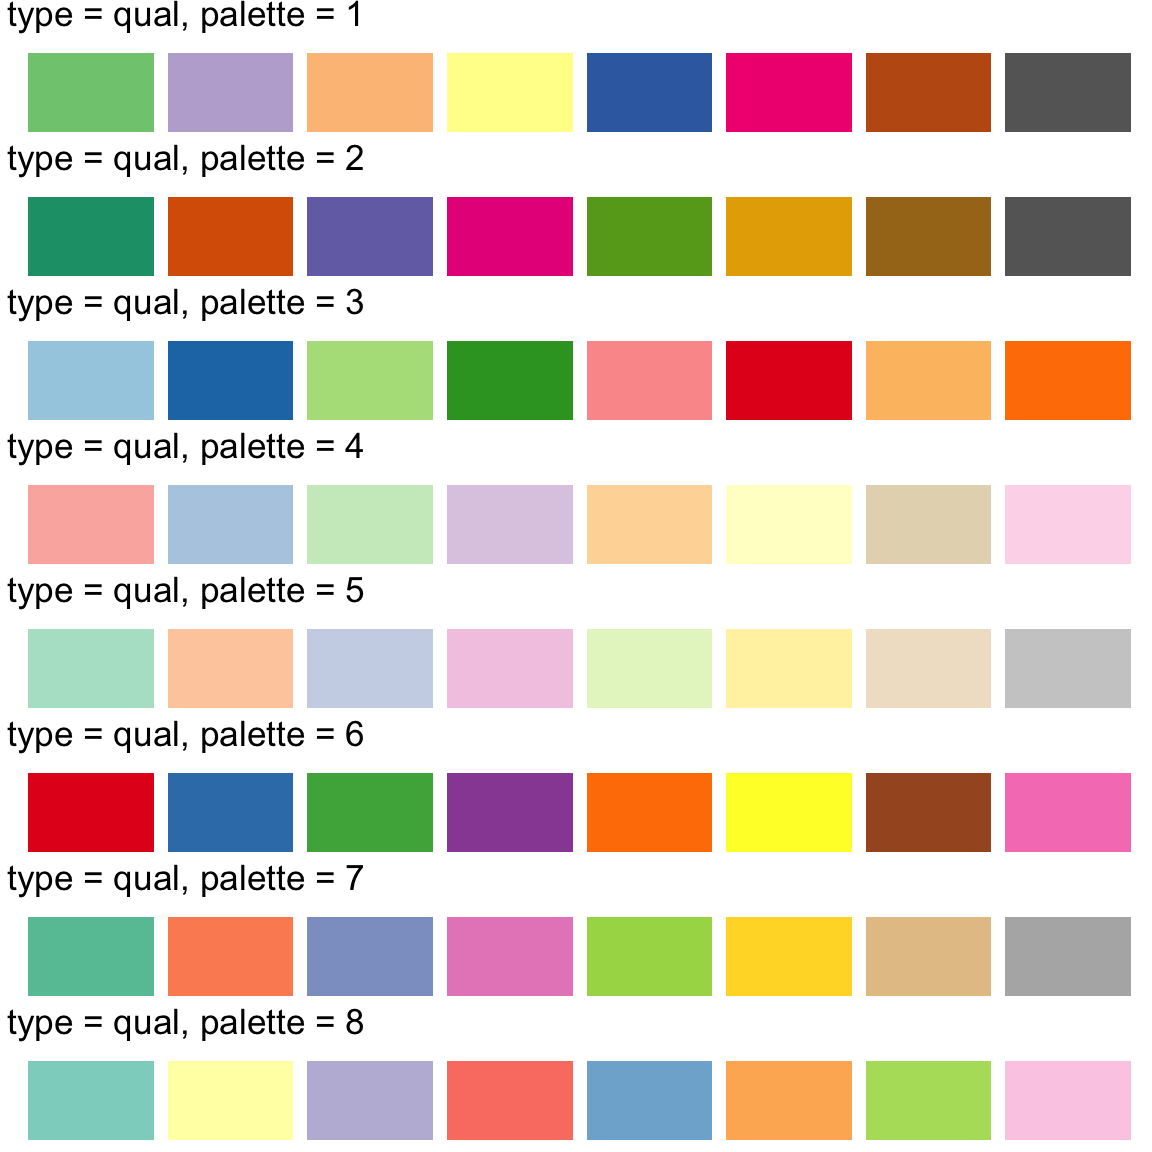 type = qual, palette = 1
type = qual, palette = 2
type = qual, palette = 3
type = qual, palette = 4
type = qual, palette = 5
type = qual, palette = 6
type = qual, palette = 7
type = qual, palette = 8